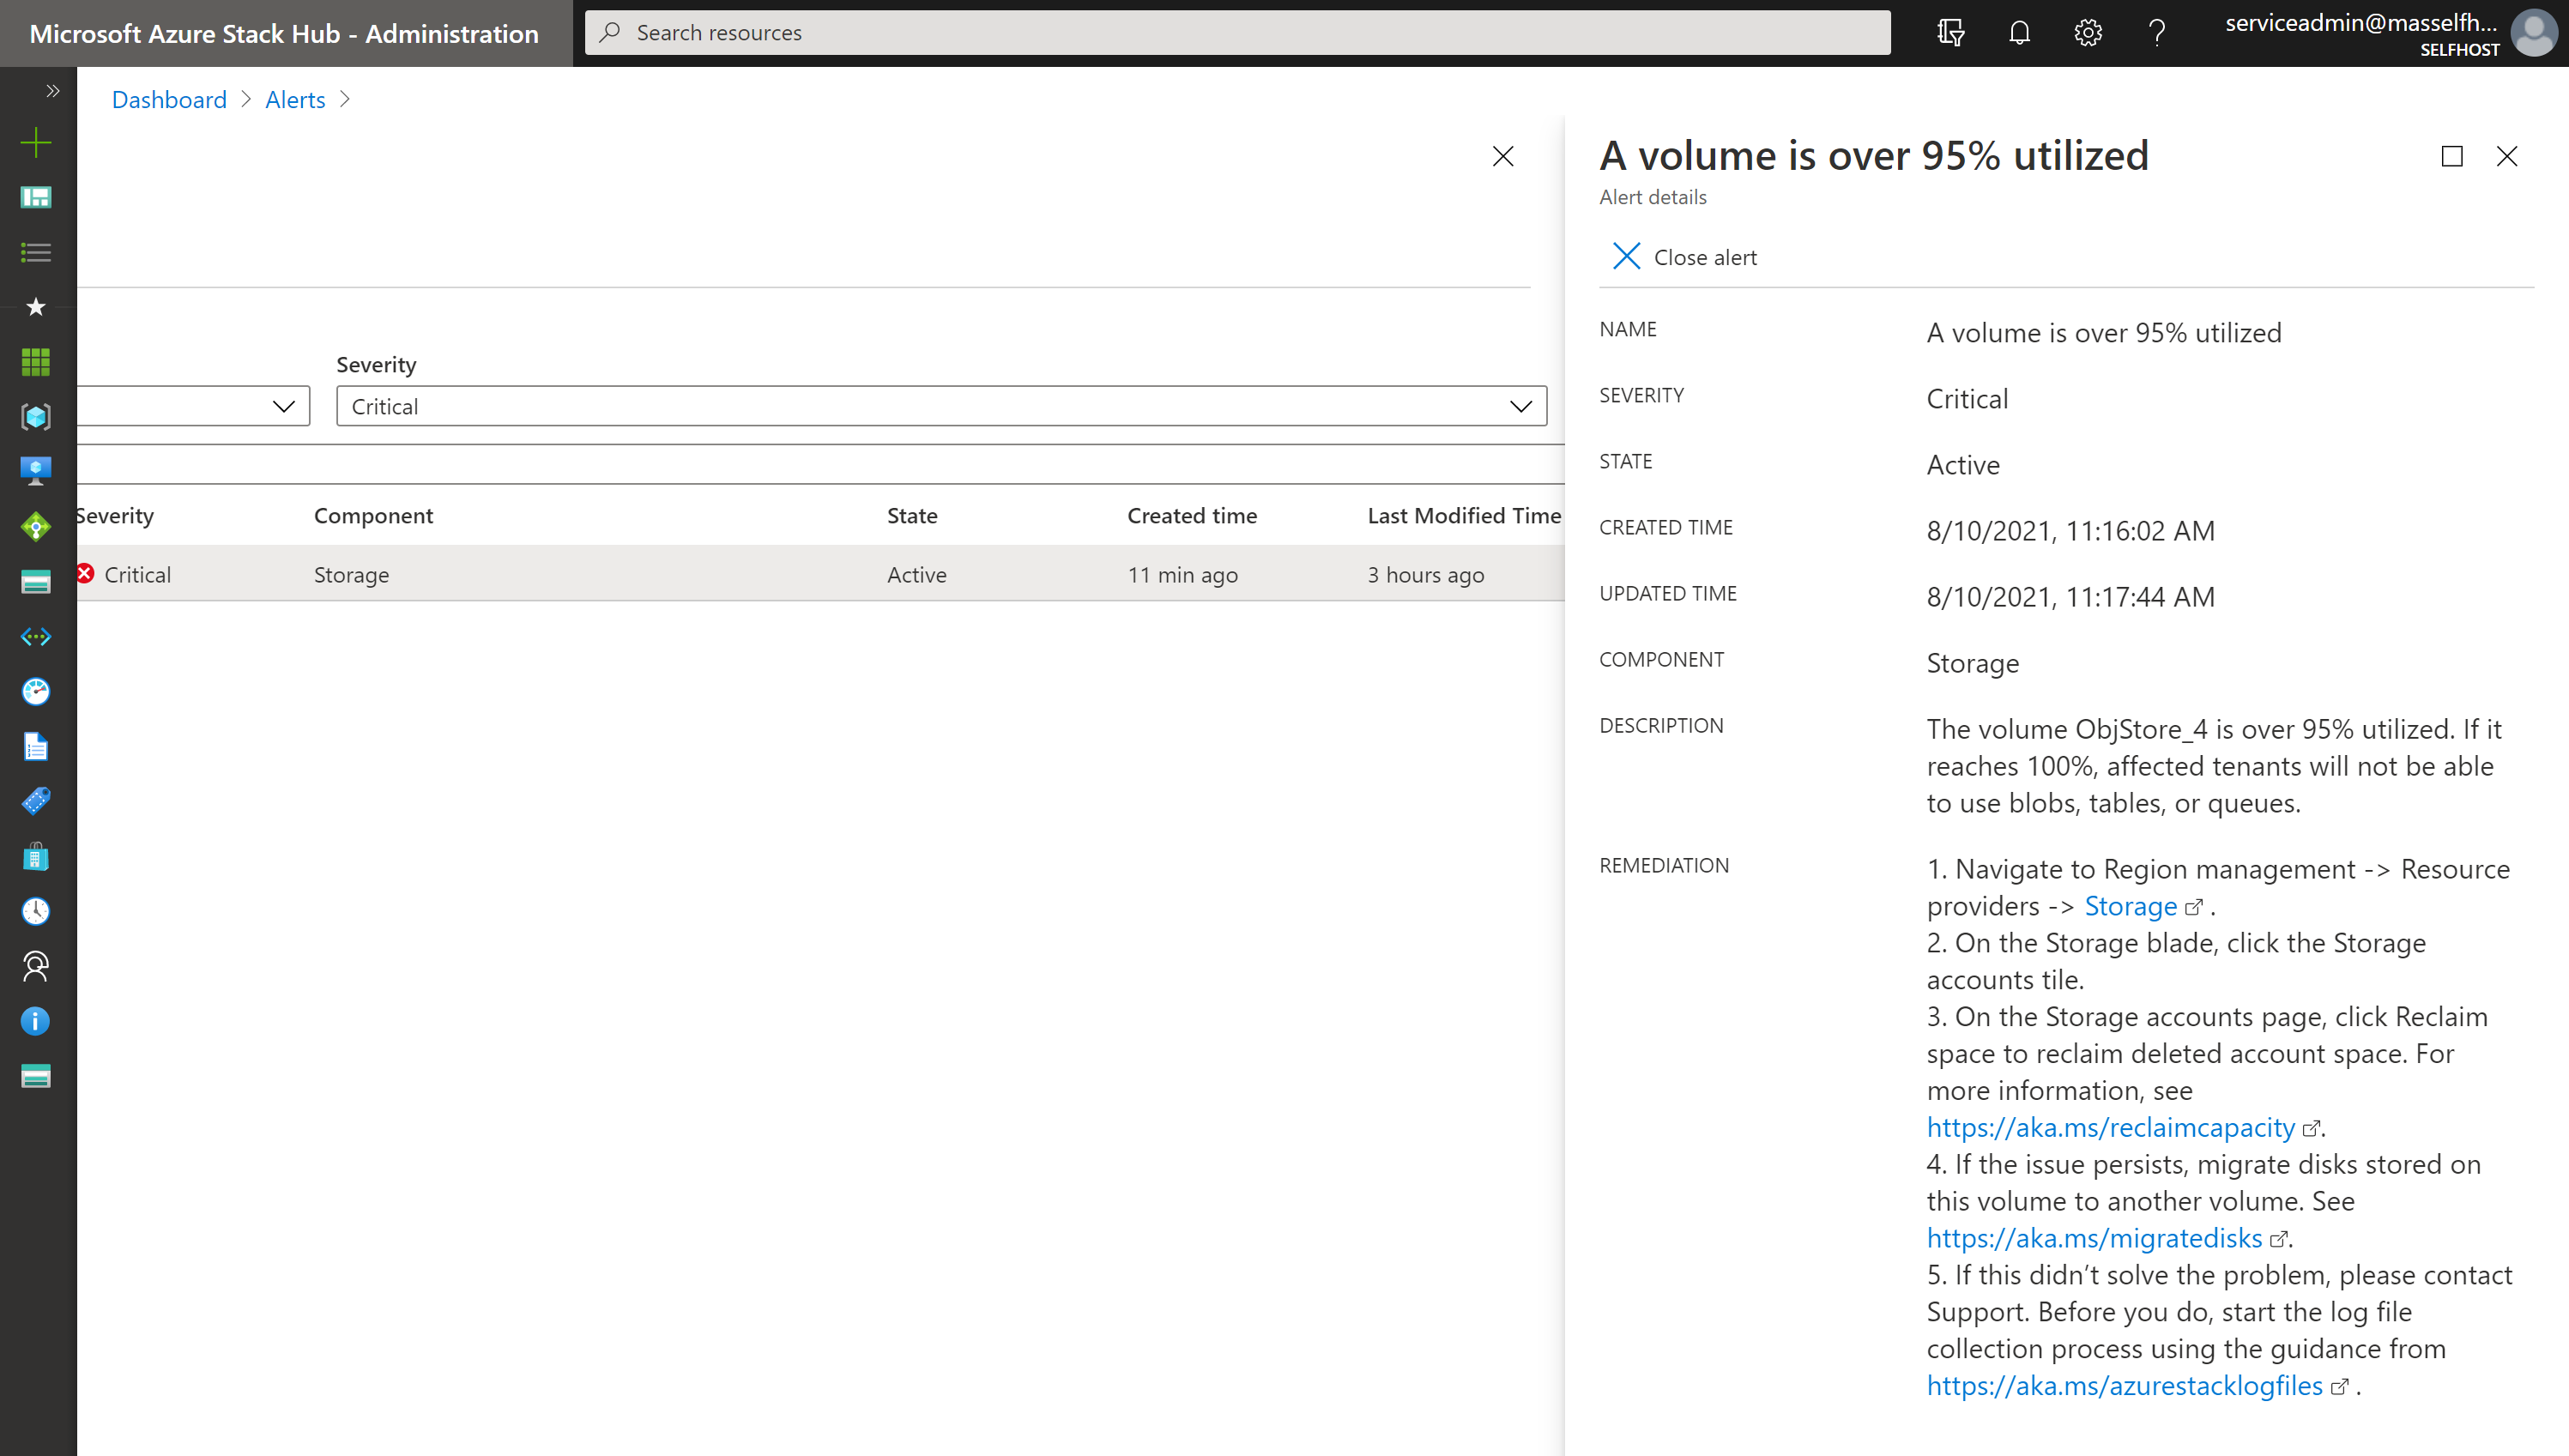 Microsoft Azure Stack Hub - Administration
Search resources
serviceadmin@masselfh...
SELFHOST
Dashboard > Alerts >
Severity
Critical
Severity Component State Created time Last Modified Time
Critical Storage Active 11 min ago 3 hours ago
A volume is over 95% utilized
Alert details
Close alert
NAME A volume is over 95% utilized
SEVERITY Critical
STATE Active
CREATED TIME 8/10/2021, 11:16:02 AM
UPDATED TIME 8/10/2021, 11:17:44 AM
COMPONENT Storage
DESCRIPTION The volume ObjStore_4 is over 95% utilized. If it
reaches 100%, affected tenants will not be able
to use blobs, tables, or queues.
REMEDIATION 1. Navigate to Region management -> Resource
providers -> Storage .
2. On the Storage blade, click the Storage
accounts tile.
3. On the Storage accounts page, click Reclaim
space to reclaim deleted account space. For
more information, see
https://aka.ms/reclaimcapacity .
4. If the issue persists, migrate disks stored on
this volume to another volume. See
https://aka.ms/migratedisks .
5. If this didn’t solve the problem, please contact
Support. Before you do, start the log file
collection process using the guidance from
https://aka.ms/azurestacklogfiles .